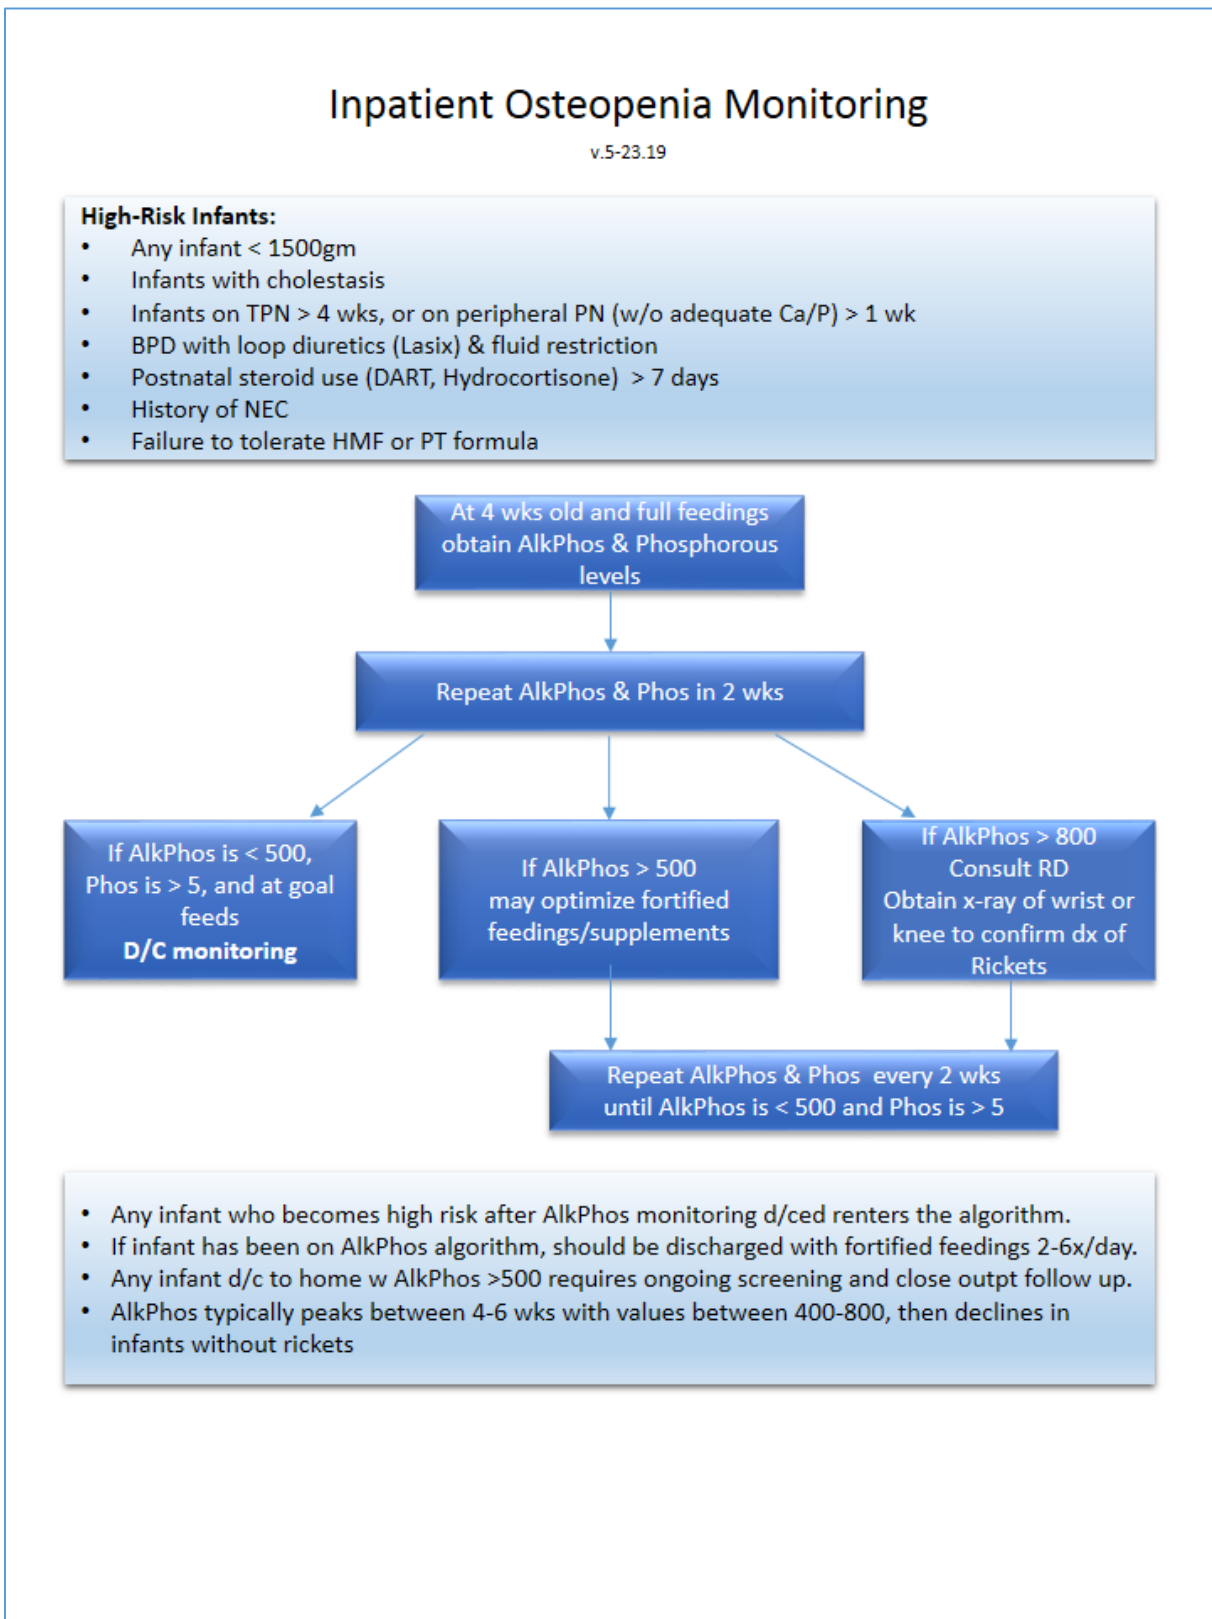 Inpatient Osteopenia Monitoring
v.5-23.19
High-Risk Infants:
• Any infant < 1500gm
• Infants with cholestasis
• Infants on TPN > 4 wks, or on peripheral PN (w/o adequate Ca/P) > 1 wk
• BPD with loop diuretics (Lasix) & fluid restriction
• Postnatal steroid use (DART, Hydrocortisone) > 7 days
• History of NEC
• Failure to tolerate HMF or PT formula
At 4 wks old and full feedings
obtain AlkPhos & Phosphorous
levels
Repeat AlkPhos & Phos in 2 wks
If AlkPhos is < 500,
Phos is > 5, and at goal
feeds
D/C monitoring
If AlkPhos > 500
may optimize fortified
feedings/supplements
If AlkPhos > 800
Consult RD
Obtain x-ray of wrist or
knee to confirm dx of
Rickets
Repeat AlkPhos & Phos every 2 wks
until AlkPhos is < 500 and Phos is > 5
• Any infant who becomes high risk after AlkPhos monitoring d/ced renters the algorithm.
• If infant has been on AlkPhos algorithm, should be discharged with fortified feedings 2-6x/day.
• Any infant d/c to home w AlkPhos >500 requires ongoing screening and close outpt follow up.
• AlkPhos typically peaks between 4-6 wks with values between 400-800, then declines in
infants without rickets